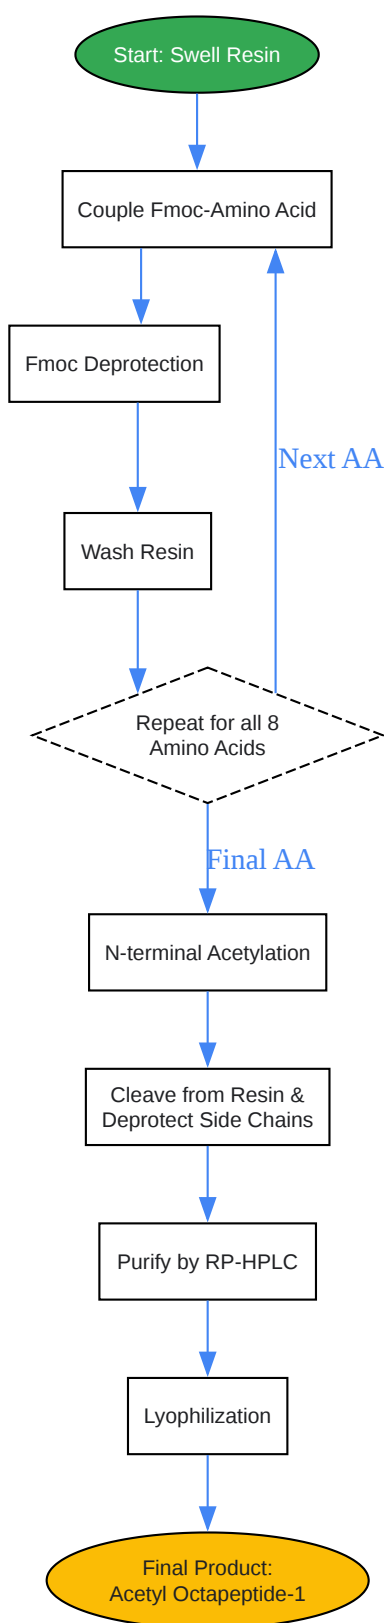 Start: Swell Resin
Couple Fmoc-Amino Acid
Fmoc Deprotection
Next AA
Wash Resin
Repeat for all 8
Amino Acids
Final AA
N-terminal Acetylation
Cleave from Resin &
Deprotect Side Chains
Purify by RP-HPLC
Lyophilization
Final Product:
Acetyl Octapeptide-1